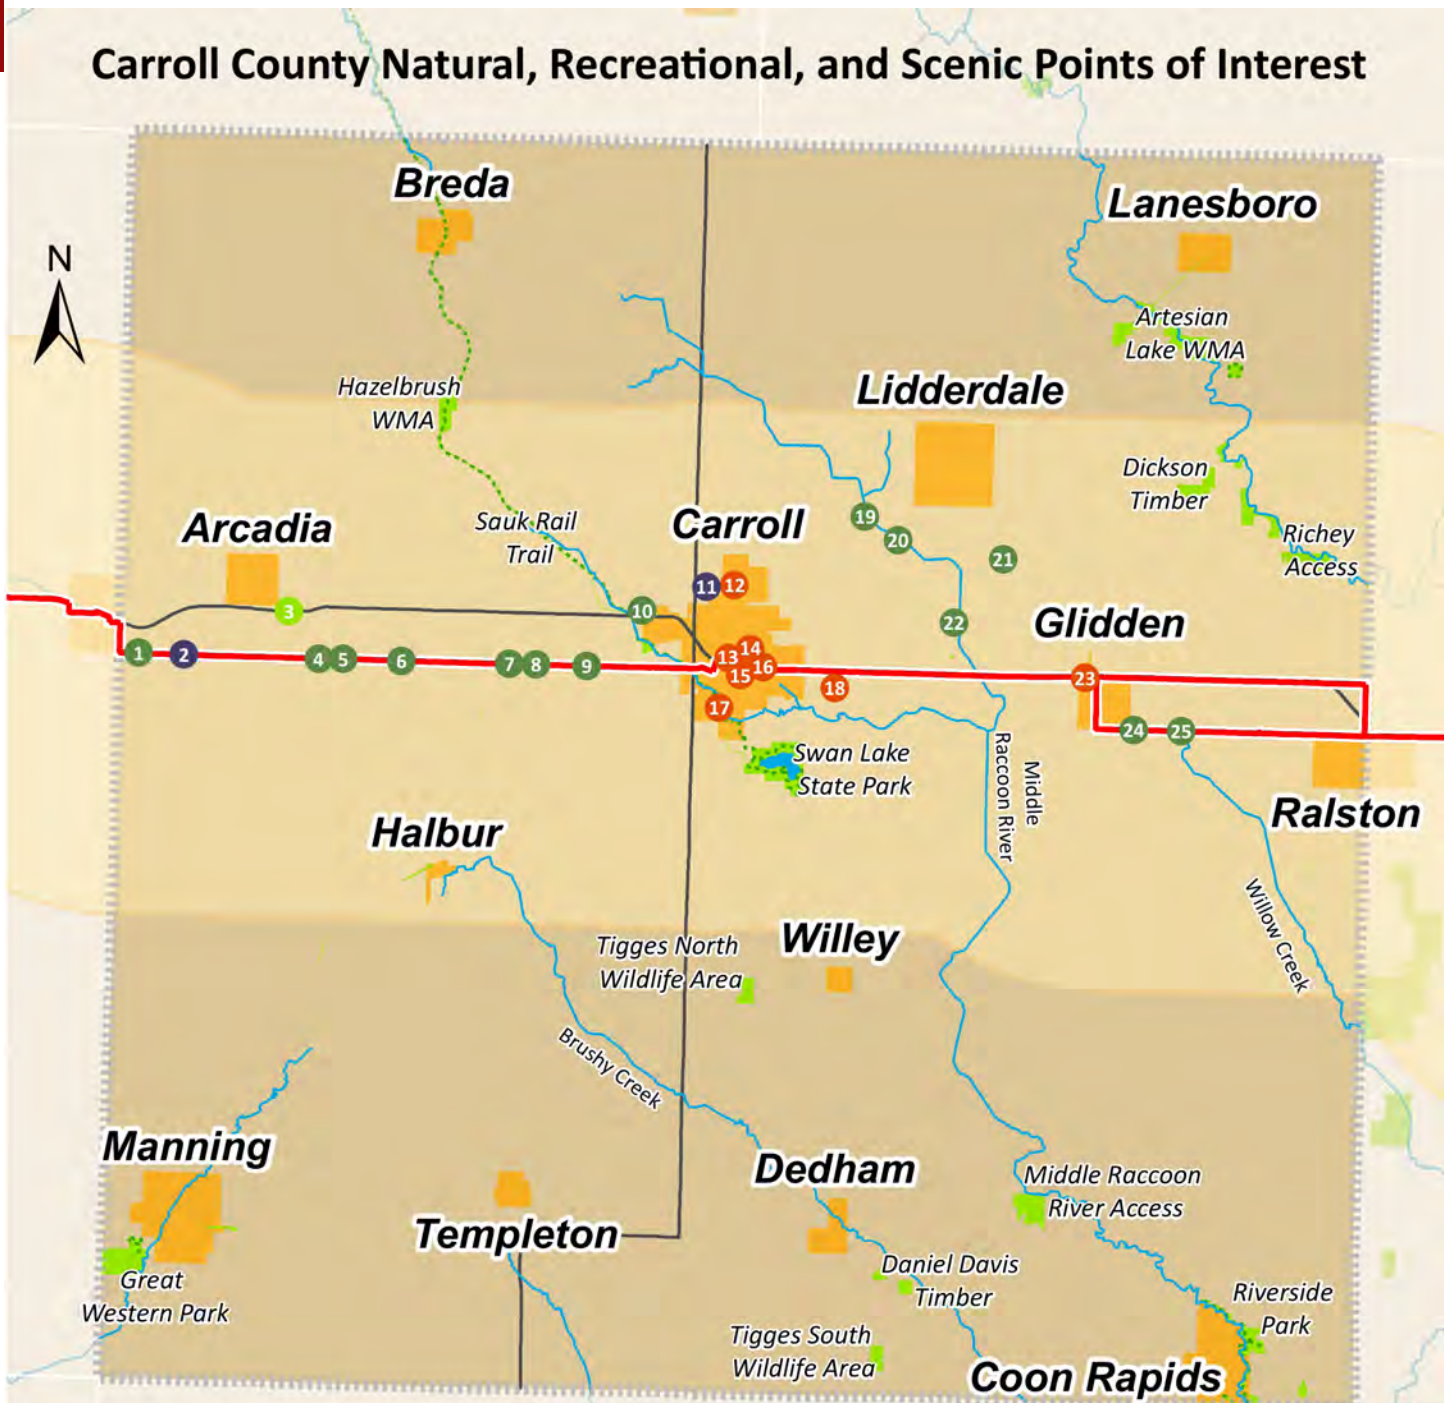 Carroll County Natural, Recreational, and Scenic Points of Interest
Breda
Lanesboro
N
Artesian
Lake WMA
Hazelbrush
WMA
Lidderdale
Dickson
Timber
Arcadia
Sauk Rail
Trail
Carroll
19
20
Richey
Access
21
11
12
3
10
22
Glidden
1
2
4
5
6
7
8
9
13
14
15
16
17
18
23
24
25
Swan Lake
State Park
Middle
Raccoon River
Ralston
Halbur
Willow Creek
Tigges North
Wildlife Area
Willey
Brushy Creek
Manning
Great
Western Park
Templeton
Dedham
Middle Raccoon
River Access
Daniel Davis
Timber
Riverside
Park
Tigges South
Wildlife Area
Coon Rapids